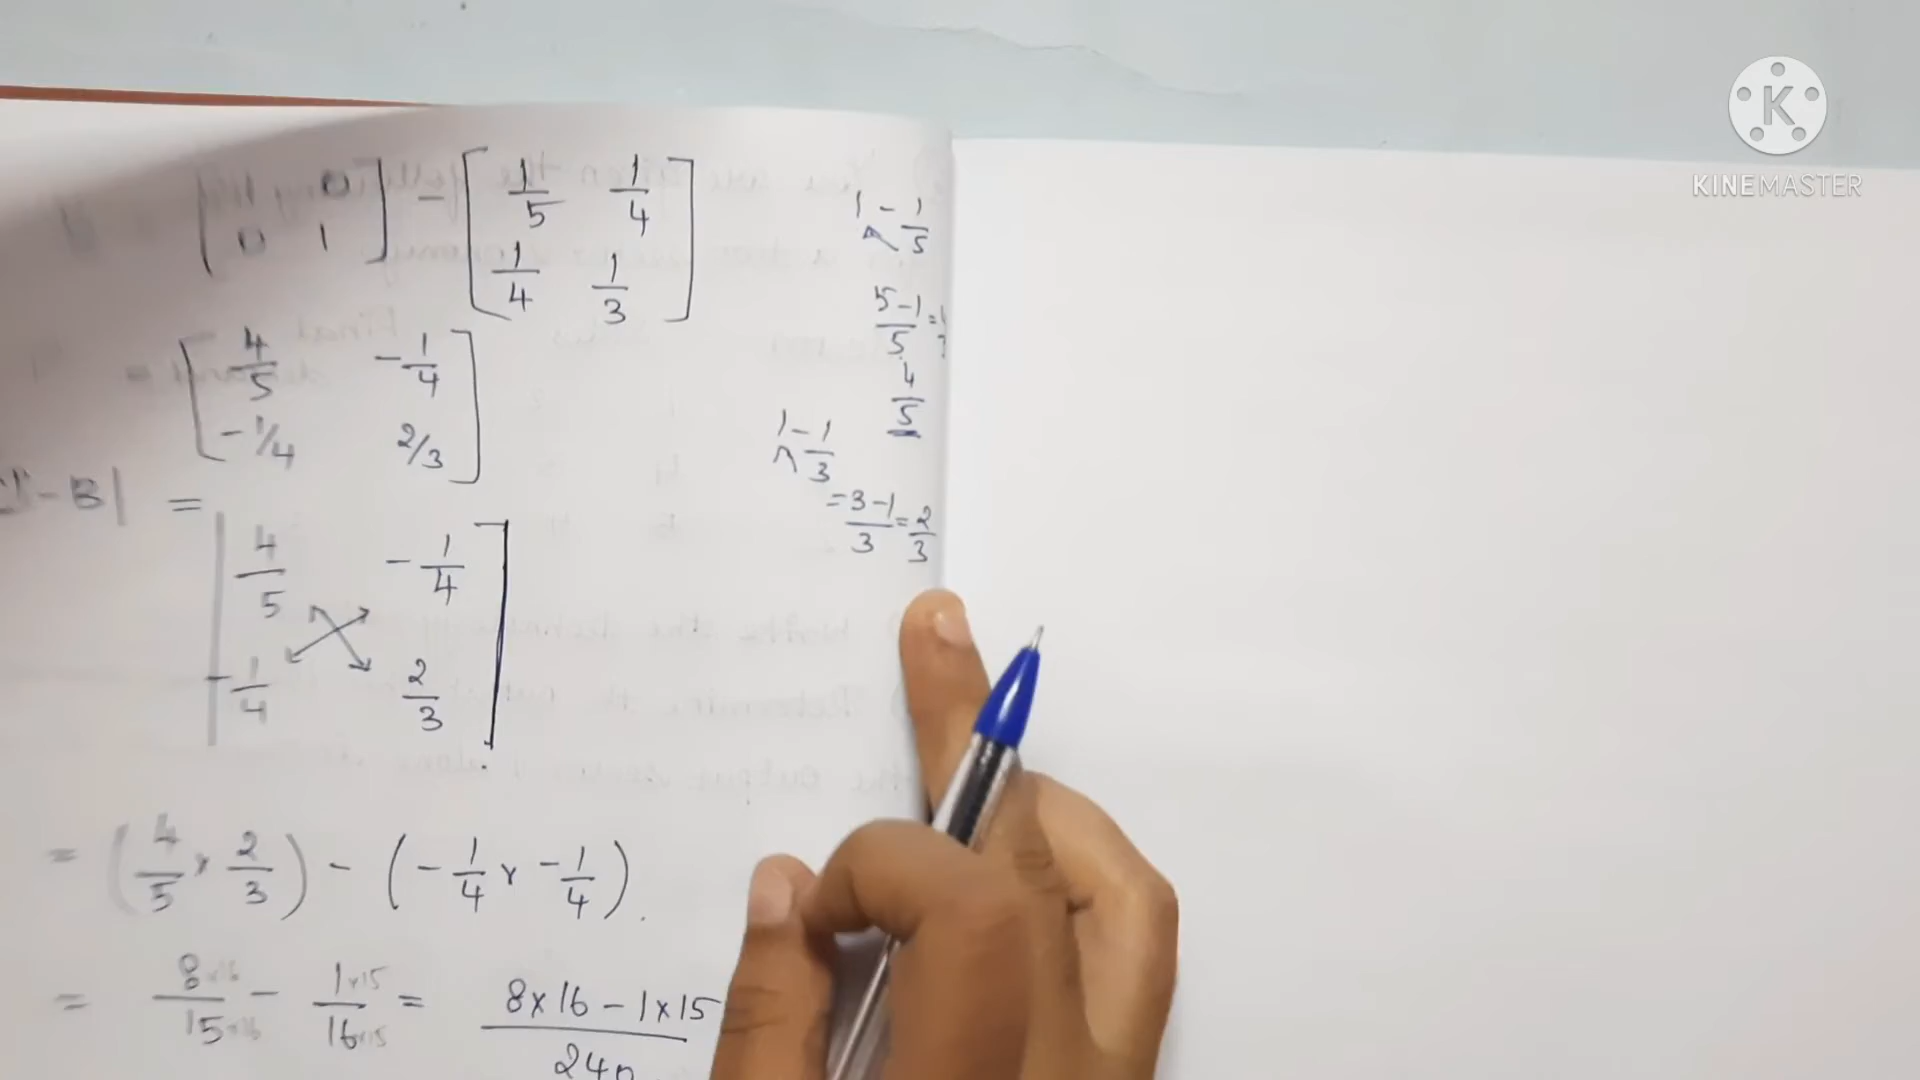 [1 0
0 1] - [1/5 1/4
1/4 1/3]
[4/5 -1/4
-1/4 2/3]
-B| =
|4/5 -1/4
-1/4 2/3]
= (4/5 × 2/3) - (-1/4 × -1/4).
= 8×16/15×16 - 1×15/16×15 = 8×16-1×15/240
1 - 1/5
5-1/5 =
4/5
1 - 1/3
= 3-1/3 = 2/3
K
KINEMASTER